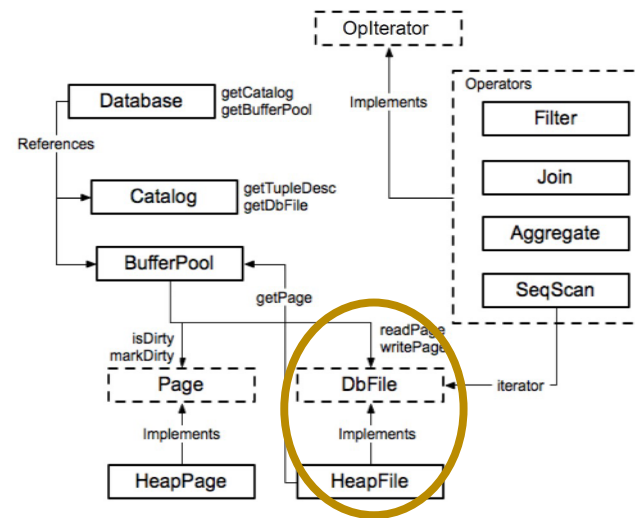 OpIterator
Operators
getCatalog
Database
getBufferPool
Implements
Filter
References
Join
getTupleDesc
Catalog
getDbFile
Aggregate
BufferPool
SeqScan
getPage
isDirty
markDirty
readPage
writePage
Page
DbFile
iterator
Implements
Implements
HeapPage
HeapFile